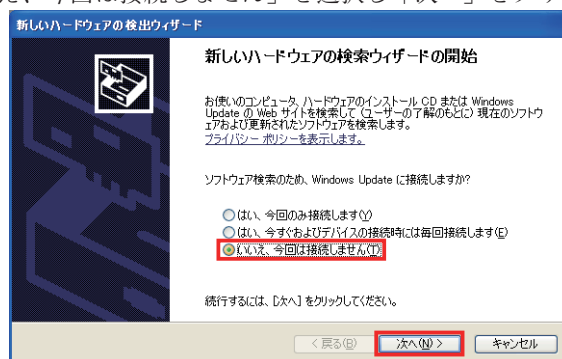 新しいハードウェアの検出ウィザード
新しいハードウェアの検索ウィザードの開始
お使いのコンピュータ、ハードウェアのインストール CD または Windows
Update の Web サイトを検索して (ユーザーの了解のもとに) 現在のソフトウ
ェアおよび更新されたソフトウェアを検索します。
プライバシー ポリシーを表示します。
ソフトウェア検索のため、Windows Update に接続しますか?
はい、今回のみ接続します(Y)
はい、今すぐおよびデバイスの接続時には毎回接続します(E)
いいえ、今回は接続しません(T)
続行するには、[次へ] をクリックしてください。
< 戻る(B)
次へ(N) >
キャンセル